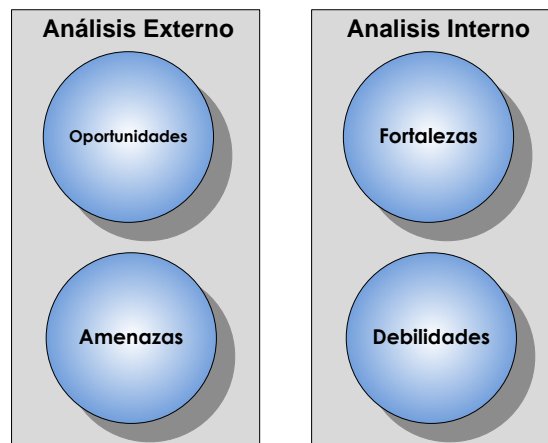 Análisis Externo
Oportunidades
Amenazas
Analisis Interno
Fortalezas
Debilidades